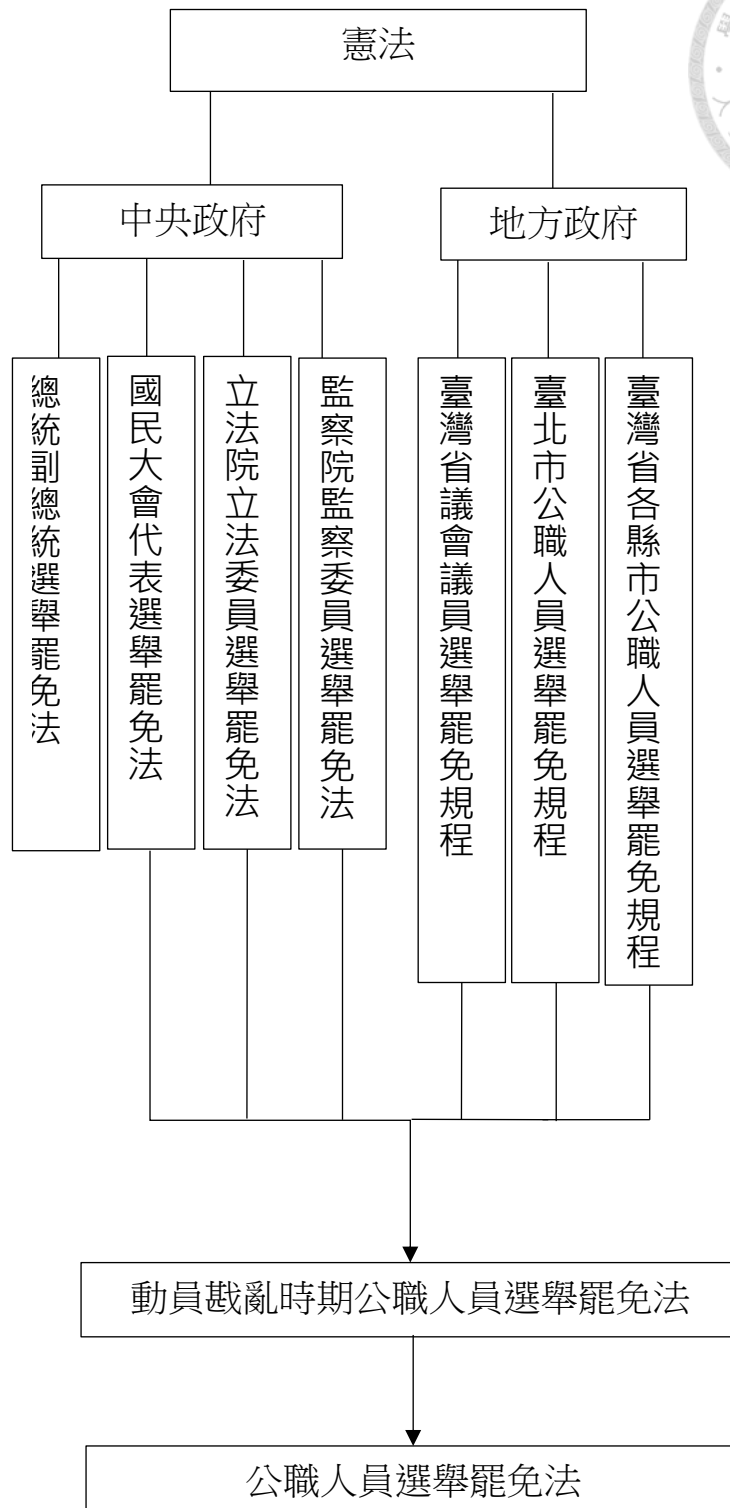 憲法
中央政府
地方政府
總統副總統選舉罷免法
國民大會代表選舉罷免法
立法院立法委員選舉罷免法
監察院監察委員選舉罷免法
臺灣省議會議員選舉罷免規程
臺北市公職人員選舉罷免規程
臺灣省各縣市公職人員選舉罷免規程
動員戡亂時期公職人員選舉罷免法
公職人員選舉罷免法